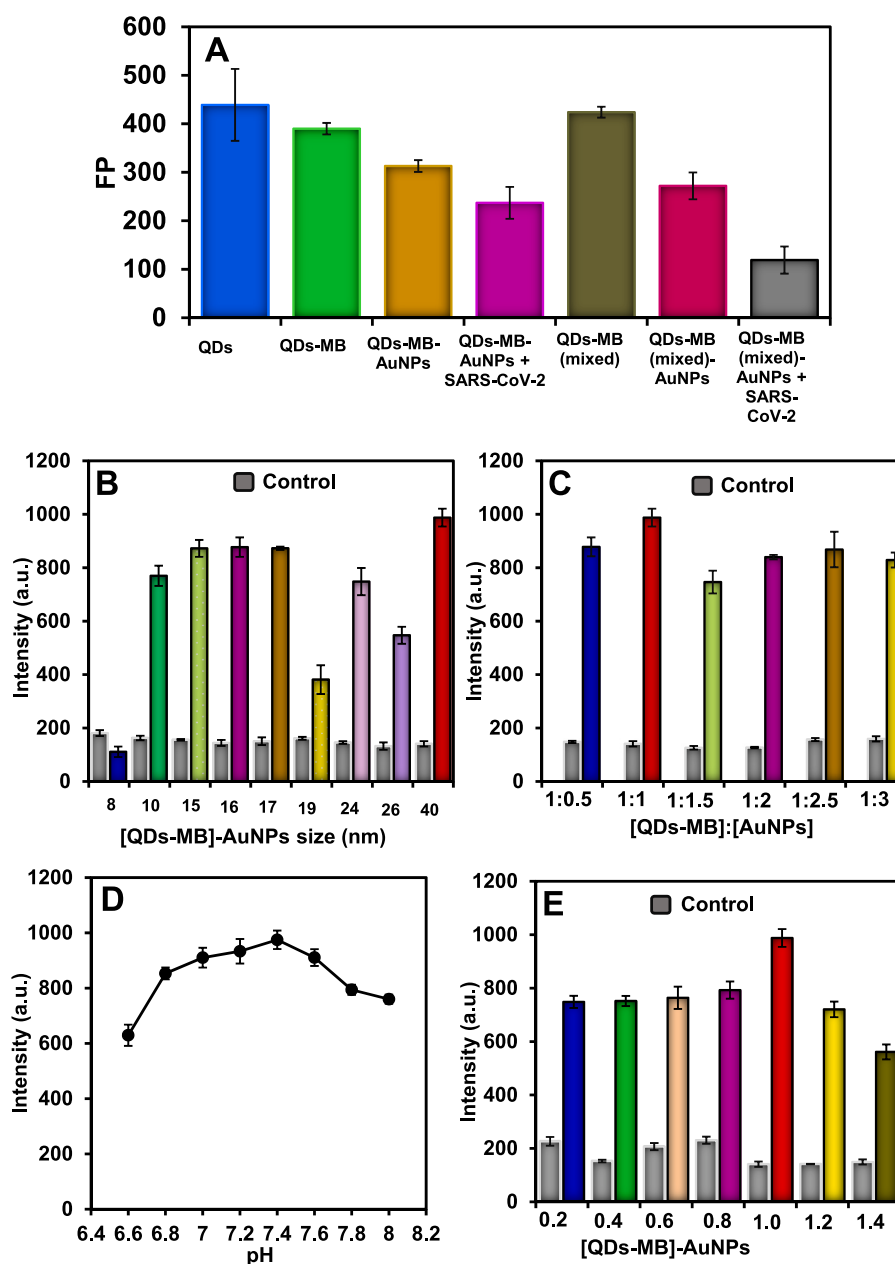 A
600
500
400
300
200
100
0
FP
QDs
QDs-MB
QDs-MB-
AuNPs
QDs-MB-
AuNPs +
SARS-CoV-2
QDs-MB
(mixed)
QDs-MB
(mixed)-
AuNPs
QDs-MB
(mixed)-
AuNPs +
SARS-
CoV-2
B
Control
1200
1000
800
600
400
200
0
Intensity (a.u.)
8 10 15 16 17 19 24 26 40
[QDs-MB]-AuNPs size (nm)
C
Control
1200
1000
800
600
400
200
0
Intensity (a.u.)
1:0.5 1:1 1:1.5 1:2 1:2.5 1:3
[QDs-MB]:[AuNPs]
D
1200
1000
800
600
400
200
0
Intensity (a.u.)
6.4 6.6 6.8 7 7.2 7.4 7.6 7.8 8 8.2
pH
E
Control
1200
1000
800
600
400
200
0
Intensity (a.u.)
0.2 0.4 0.6 0.8 1.0 1.2 1.4
[QDs-MB]-AuNPs